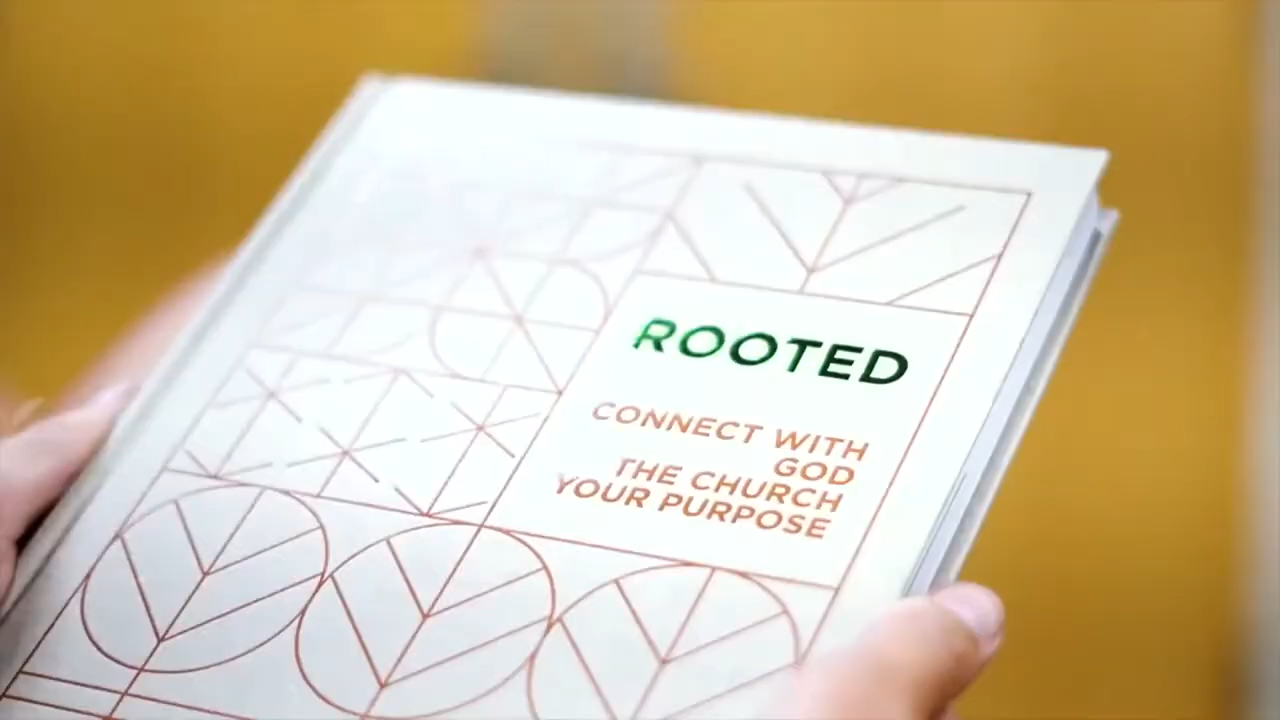 ROOTED
CONNECT WITH
GOD
THE CHURCH
YOUR PURPOSE